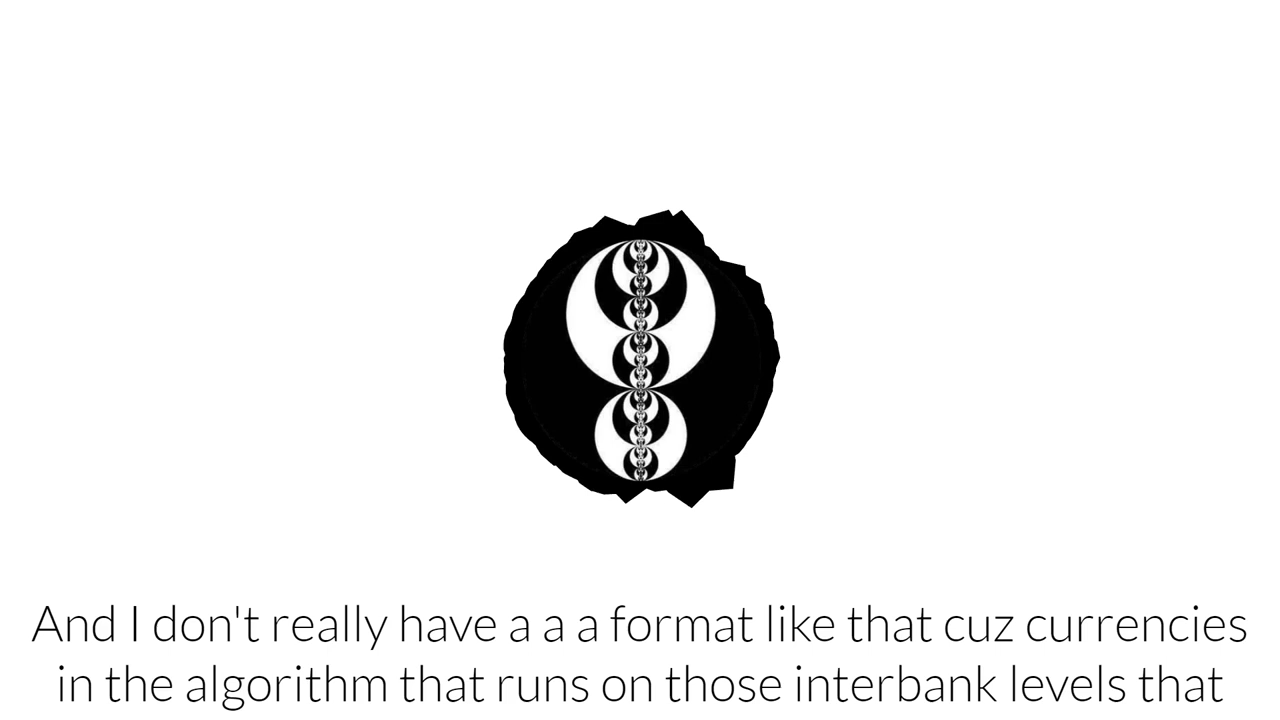 And I don't really have a a a format like that cuz currencies
in the algorithm that runs on those interbank levels that